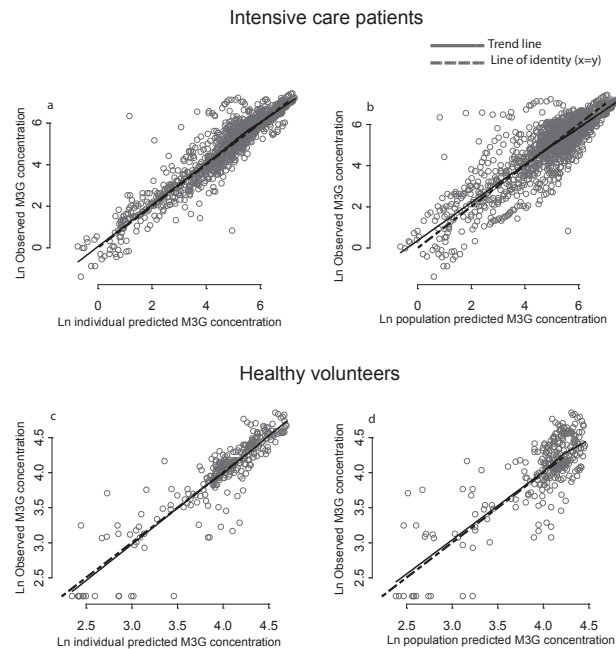 Intensive care patients
Trend line
Line of identity (x=y)
a
Ln Observed M3G concentration
6
4
2
0
0 2 4 6
Ln individual predicted M3G concentration
b
Ln Observed M3G concentration
6
4
2
0
0 2 4 6
Ln population predicted M3G concentration
Healthy volunteers
c
Ln Observed M3G concentration
4.5
4.0
3.5
3.0
2.5
2.5 3.0 3.5 4.0 4.5
Ln individual predicted M3G concentration
d
Ln Observed M3G concentration
4.5
4.0
3.5
3.0
2.5
2.5 3.0 3.5 4.0 4.5
Ln population predicted M3G concentration